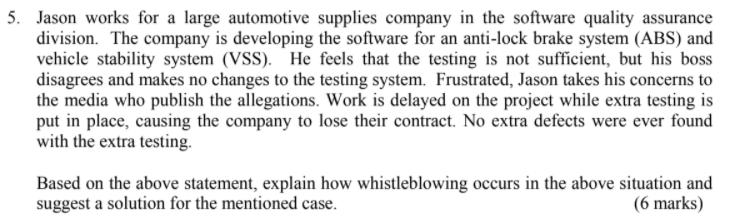 5. Jason works for a large automotive supplies company in the software quality assurance
division. The company is developing the software for an anti-lock brake system (ABS) and
vehicle stability system (VSS). He feels that the testing is not sufficient, but his boss
disagrees and makes no changes to the testing system. Frustrated, Jason takes his concerns to
the media who publish the allegations. Work is delayed on the project while extra testing is
put in place, causing the company to lose their contract. No extra defects were ever found
with the extra testing.
Based on the above statement, explain how whistleblowing occurs in the above situation and
suggest a solution for the mentioned case. (6 marks)